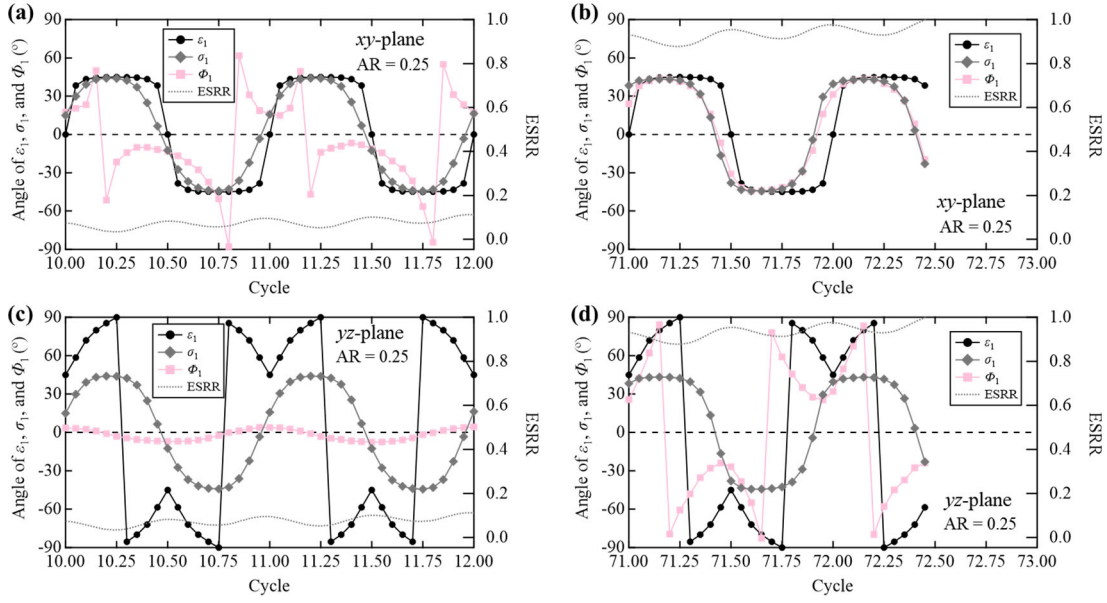 (a)
Angle of ε1, σ1, and Φ1 (°)
90
60
30
0
-30
-60
-90
ε1
σ1
Φ1
ESRR
xy-plane
AR = 0.25
1.0
0.8
0.6
0.4
0.2
0.0
ESRR
10.00 10.25 10.50 10.75 11.00 11.25 11.50 11.75 12.00
Cycle
(b)
Angle of ε1, σ1, and Φ1 (°)
90
60
30
0
-30
-60
-90
ε1
σ1
Φ1
ESRR
xy-plane
AR = 0.25
1.0
0.8
0.6
0.4
0.2
0.0
ESRR
71.00 71.25 71.50 71.75 72.00 72.25 72.50 72.75 73.00
Cycle
(c)
Angle of ε1, σ1, and Φ1 (°)
90
60
30
0
-30
-60
-90
ε1
σ1
Φ1
ESRR
yz-plane
AR = 0.25
1.0
0.8
0.6
0.4
0.2
0.0
ESRR
10.00 10.25 10.50 10.75 11.00 11.25 11.50 11.75 12.00
Cycle
(d)
Angle of ε1, σ1, and Φ1 (°)
90
60
30
0
-30
-60
-90
ε1
σ1
Φ1
ESRR
yz-plane
AR = 0.25
1.0
0.8
0.6
0.4
0.2
0.0
ESRR
71.00 71.25 71.50 71.75 72.00 72.25 72.50 72.75 73.00
Cycle